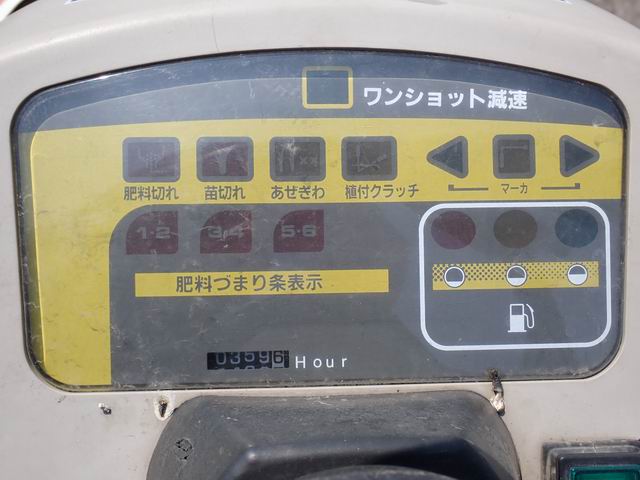 ワンショット減速
肥料切れ 苗切れ あぜぎわ 植付クラッチ マーカ
1·2 3·4 5·6
肥料づまり条表示
03596 Hour